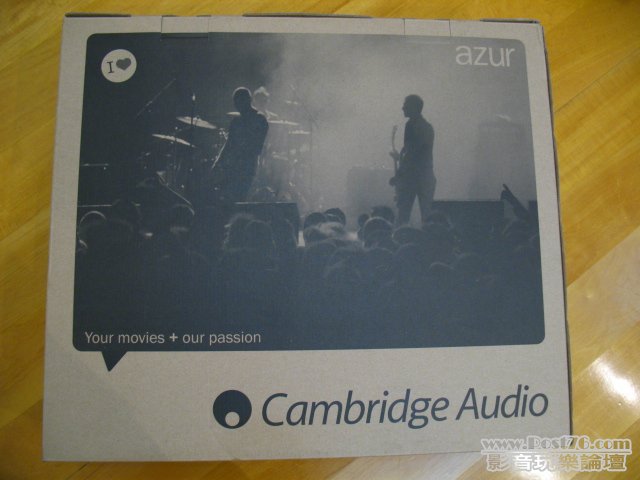 I
azur
Your movies + our passion
Cambridge Audio
www.Post76.com
影音玩樂論壇